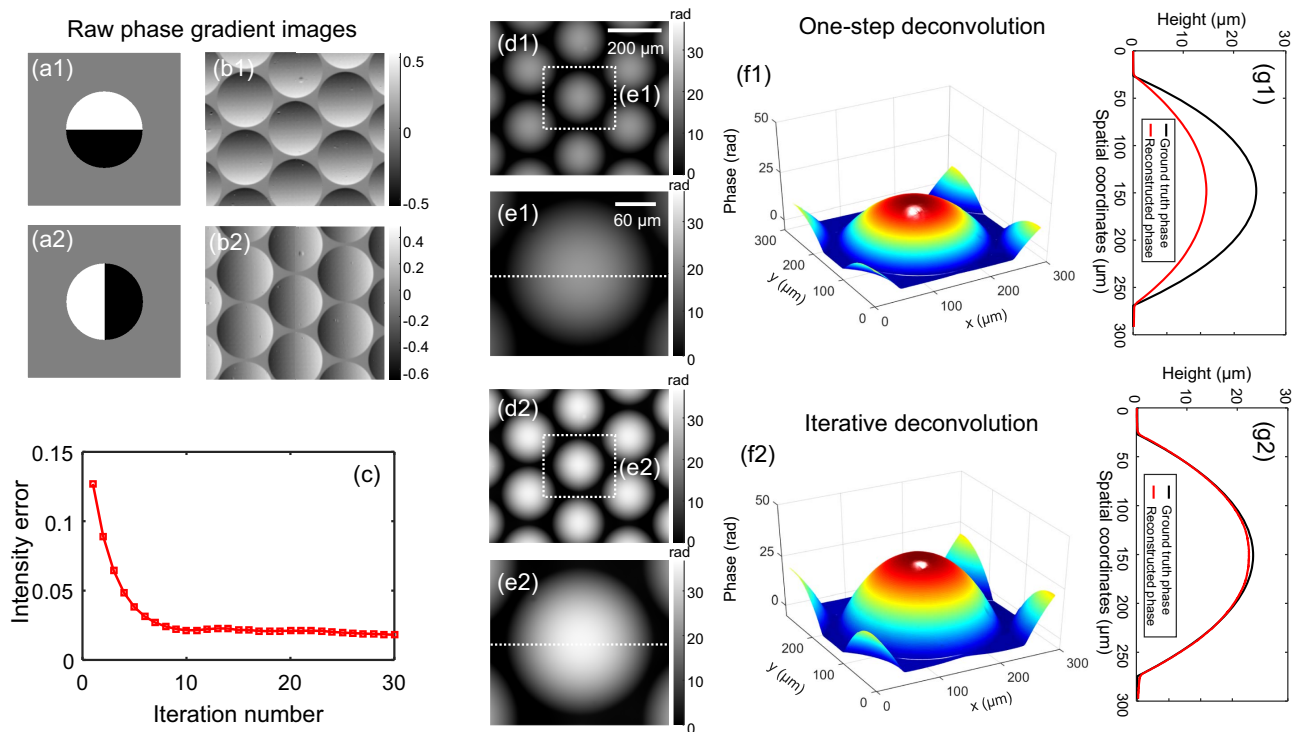 Raw phase gradient images
(a1)
(b1)
0.5
0
-0.5
(a2)
(b2)
0.4
0.2
0
0.2
-0.4
-0.6
(c)
Intensity error
0.15
0.1
0.05
0
0
10
20
30
Iteration number
rad
(d1)
200 µm
(e1)
30
20
10
0
rad
(e1)
60 µm
30
20
10
0
rad
(d2)
(e2)
30
20
10
0
rad
(e2)
30
20
10
0
One-step deconvolution
(f1)
Phase (rad)
50
25
0
300
200
100
0
y (µm)
0
100
200
300
x (µm)
Height (µm)
0
10
20
30
(g1)
Ground truth phase
Reconstructed phase
0
50
100
150
200
250
300
Spatial coordinates (µm)
Iterative deconvolution
(f2)
Phase (rad)
50
25
0
300
200
100
0
y (µm)
0
100
200
300
x (µm)
Height (µm)
0
10
20
30
(g2)
Ground truth phase
Reconstructed phase
0
50
100
150
200
250
300
Spatial coordinates (µm)